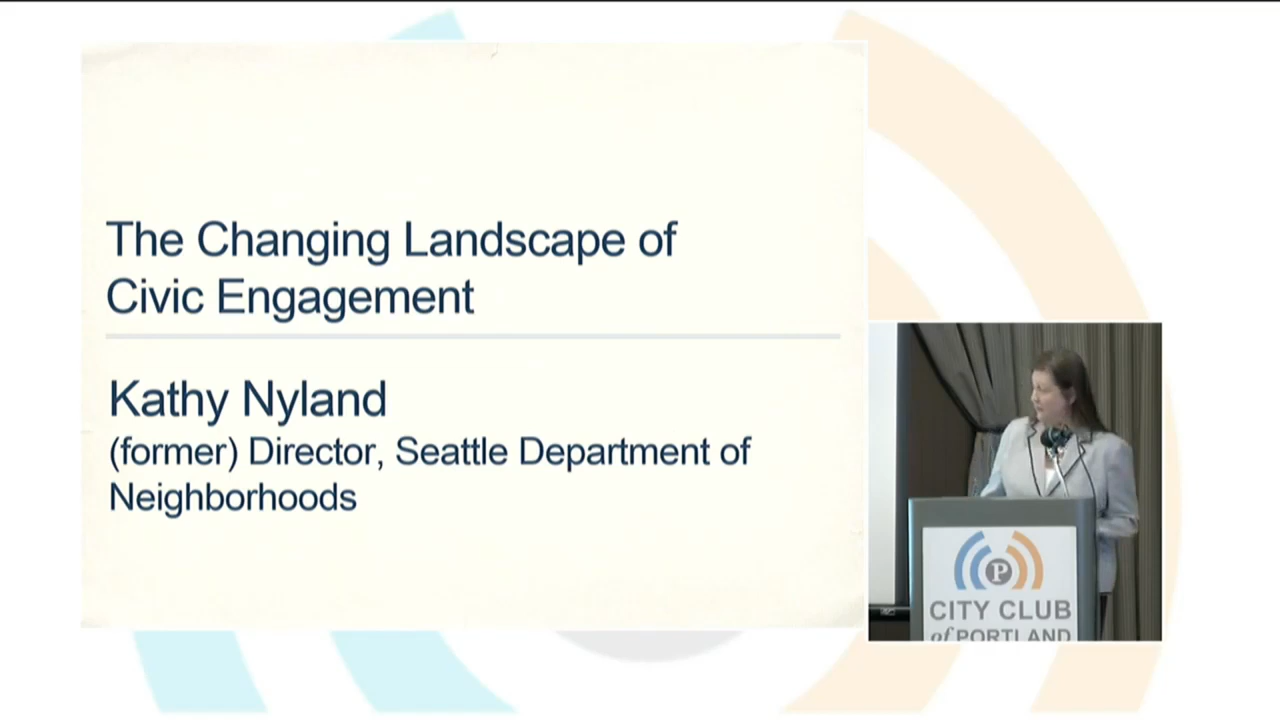 The Changing Landscape of
Civic Engagement
Kathy Nyland
(former) Director, Seattle Department of
Neighborhoods
P
CITY CLUB
of PORTLAND